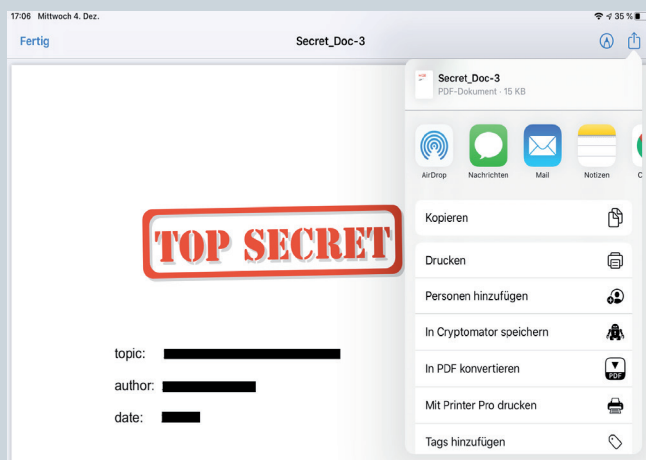 17:06 Mittwoch 4. Dez.
35 %
Fertig
Secret_Doc-3
Secret_Doc-3
PDF-Dokument · 15 KB
AirDrop
Nachrichten
Mail
Notizen
TOP SECRET
Kopieren
Drucken
Personen hinzufügen
In Cryptomator speichern
In PDF konvertieren
PDF
Mit Printer Pro drucken
Tags hinzufügen
topic:
author:
date: